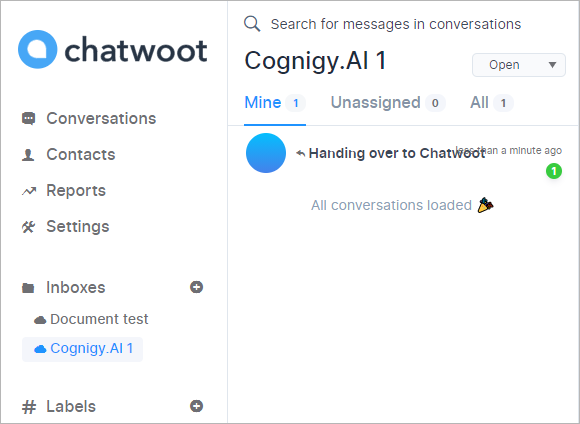 chatwoot
Conversations
Contacts
Reports
Settings
Inboxes
Document test
Cognigy.AI 1
# Labels
Search for messages in conversations
Cognigy.AI 1
Open
Mine 1 Unassigned 0 All 1
Handing over to Chatwoot less than a minute ago
1
All conversations loaded 🎉